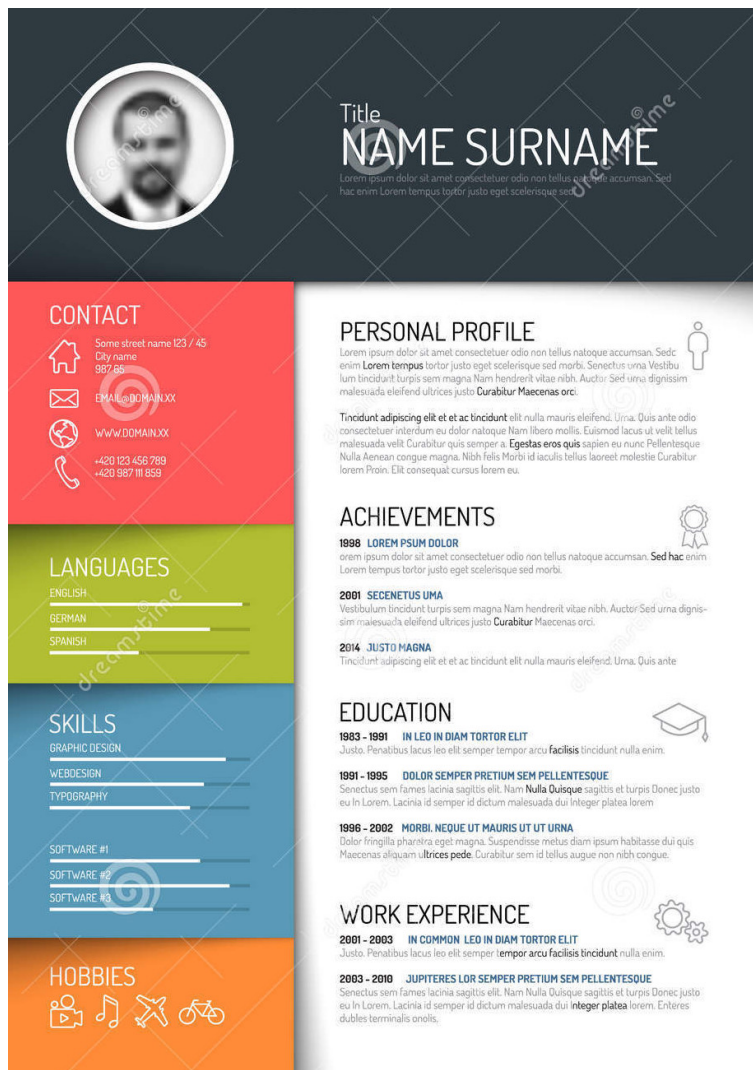 Title
NAME SURNAME
Lorem ipsum dolor sit amet consectetuer odio non tellus natoque accumsan. Sed
hac enim Lorem tempus tortor justo eget scelerisque sed.
CONTACT
Some street name 123 / 45
City name
987 65
EMAIL@DOMAIN.XX
WWW.DOMAIN.XX
+420 123 456 789
+420 987 111 859
LANGUAGES
ENGLISH
GERMAN
SPANISH
SKILLS
GRAPHIC DESIGN
WEBDESIGN
TYPOGRAPHY
SOFTWARE #1
SOFTWARE #2
SOFTWARE #3
HOBBIES
PERSONAL PROFILE
Lorem ipsum dolor sit amet consectetuer odio non tellus natoque accumsan. Sedc
enim Lorem tempus tortor justo eget scelerisque sed morbi. Senectus urna Vestibu
lum tincidunt turpis sem magna Nam hendrerit vitae nibh. Auctor Sed urna dignissim
malesuada eleifend ultrices justo Curabitur Maecenas orci.
Tincidunt adipiscing elit et et ac tincidunt elit nulla mauris eleifend. Urna. Quis ante odio
consectetuer interdum eu dolor natoque Nam libero mollis. Euismod lacus ut velit tellus
malesuada velit Curabitur quis semper a. Egestas eros quis sapien eu nunc Pellentesque
Nulla Aenean congue magna. Nibh felis Morbi id iaculis tellus laoreet molestie Curabitur
lorem Proin. Elit consequat cursus lorem eu.
ACHIEVEMENTS
1998 LOREM PSUM DOLOR
orem ipsum dolor sit amet consectetuer odio non tellus natoque accumsan. Sed hac enim
Lorem tempus tortor justo eget scelerisque sed morbi.
2001 SECENETUS UMA
Vestibulum tincidunt turpis sem magna Nam hendrerit vitae nibh. Auctor Sed urna dignis-
sim malesuada eleifend ultrices justo Curabitur Maecenas orci.
2014 JUSTO MAGNA
Tincidunt adipiscing elit et et ac tincidunt elit nulla mauris eleifend. Urna. Quis ante
EDUCATION
1983 - 1991 IN LEO IN DIAM TORTOR ELIT
Justo. Penatibus lacus leo elit semper tempor arcu facilisis tincidunt nulla enim.
1991 - 1995 DOLOR SEMPER PRETIUM SEM PELLENTESQUE
Senectus sem fames lacinia sagittis elit. Nam Nulla Quisque sagittis et turpis Donec justo
eu In Lorem. Lacinia id semper id dictum malesuada dui Integer platea lorem
1996 - 2002 MORBI. NEQUE UT MAURIS UT UT URNA
Dolor fringilla pharetra eget magna. Suspendisse metus diam ipsum habitasse dui quis
Maecenas aliquam ultrices pede. Curabitur sem id tellus augue non nibh congue.
WORK EXPERIENCE
2001 - 2003 IN COMMON LEO IN DIAM TORTOR ELIT
Justo. Penatibus lacus leo elit semper tempor arcu facilisis tincidunt nulla enim.
2003 - 2010 JUPITERES LOR SEMPER PRETIUM SEM PELLENTESQUE
Senectus sem fames lacinia sagittis elit. Nam Nulla Quisque sagittis et turpis Donec justo
eu In Lorem. Lacinia id semper id dictum malesuada dui Integer platea lorem. Enteres
dubles terminalis onolis.
dreamstime
dreamstime
dreamstime